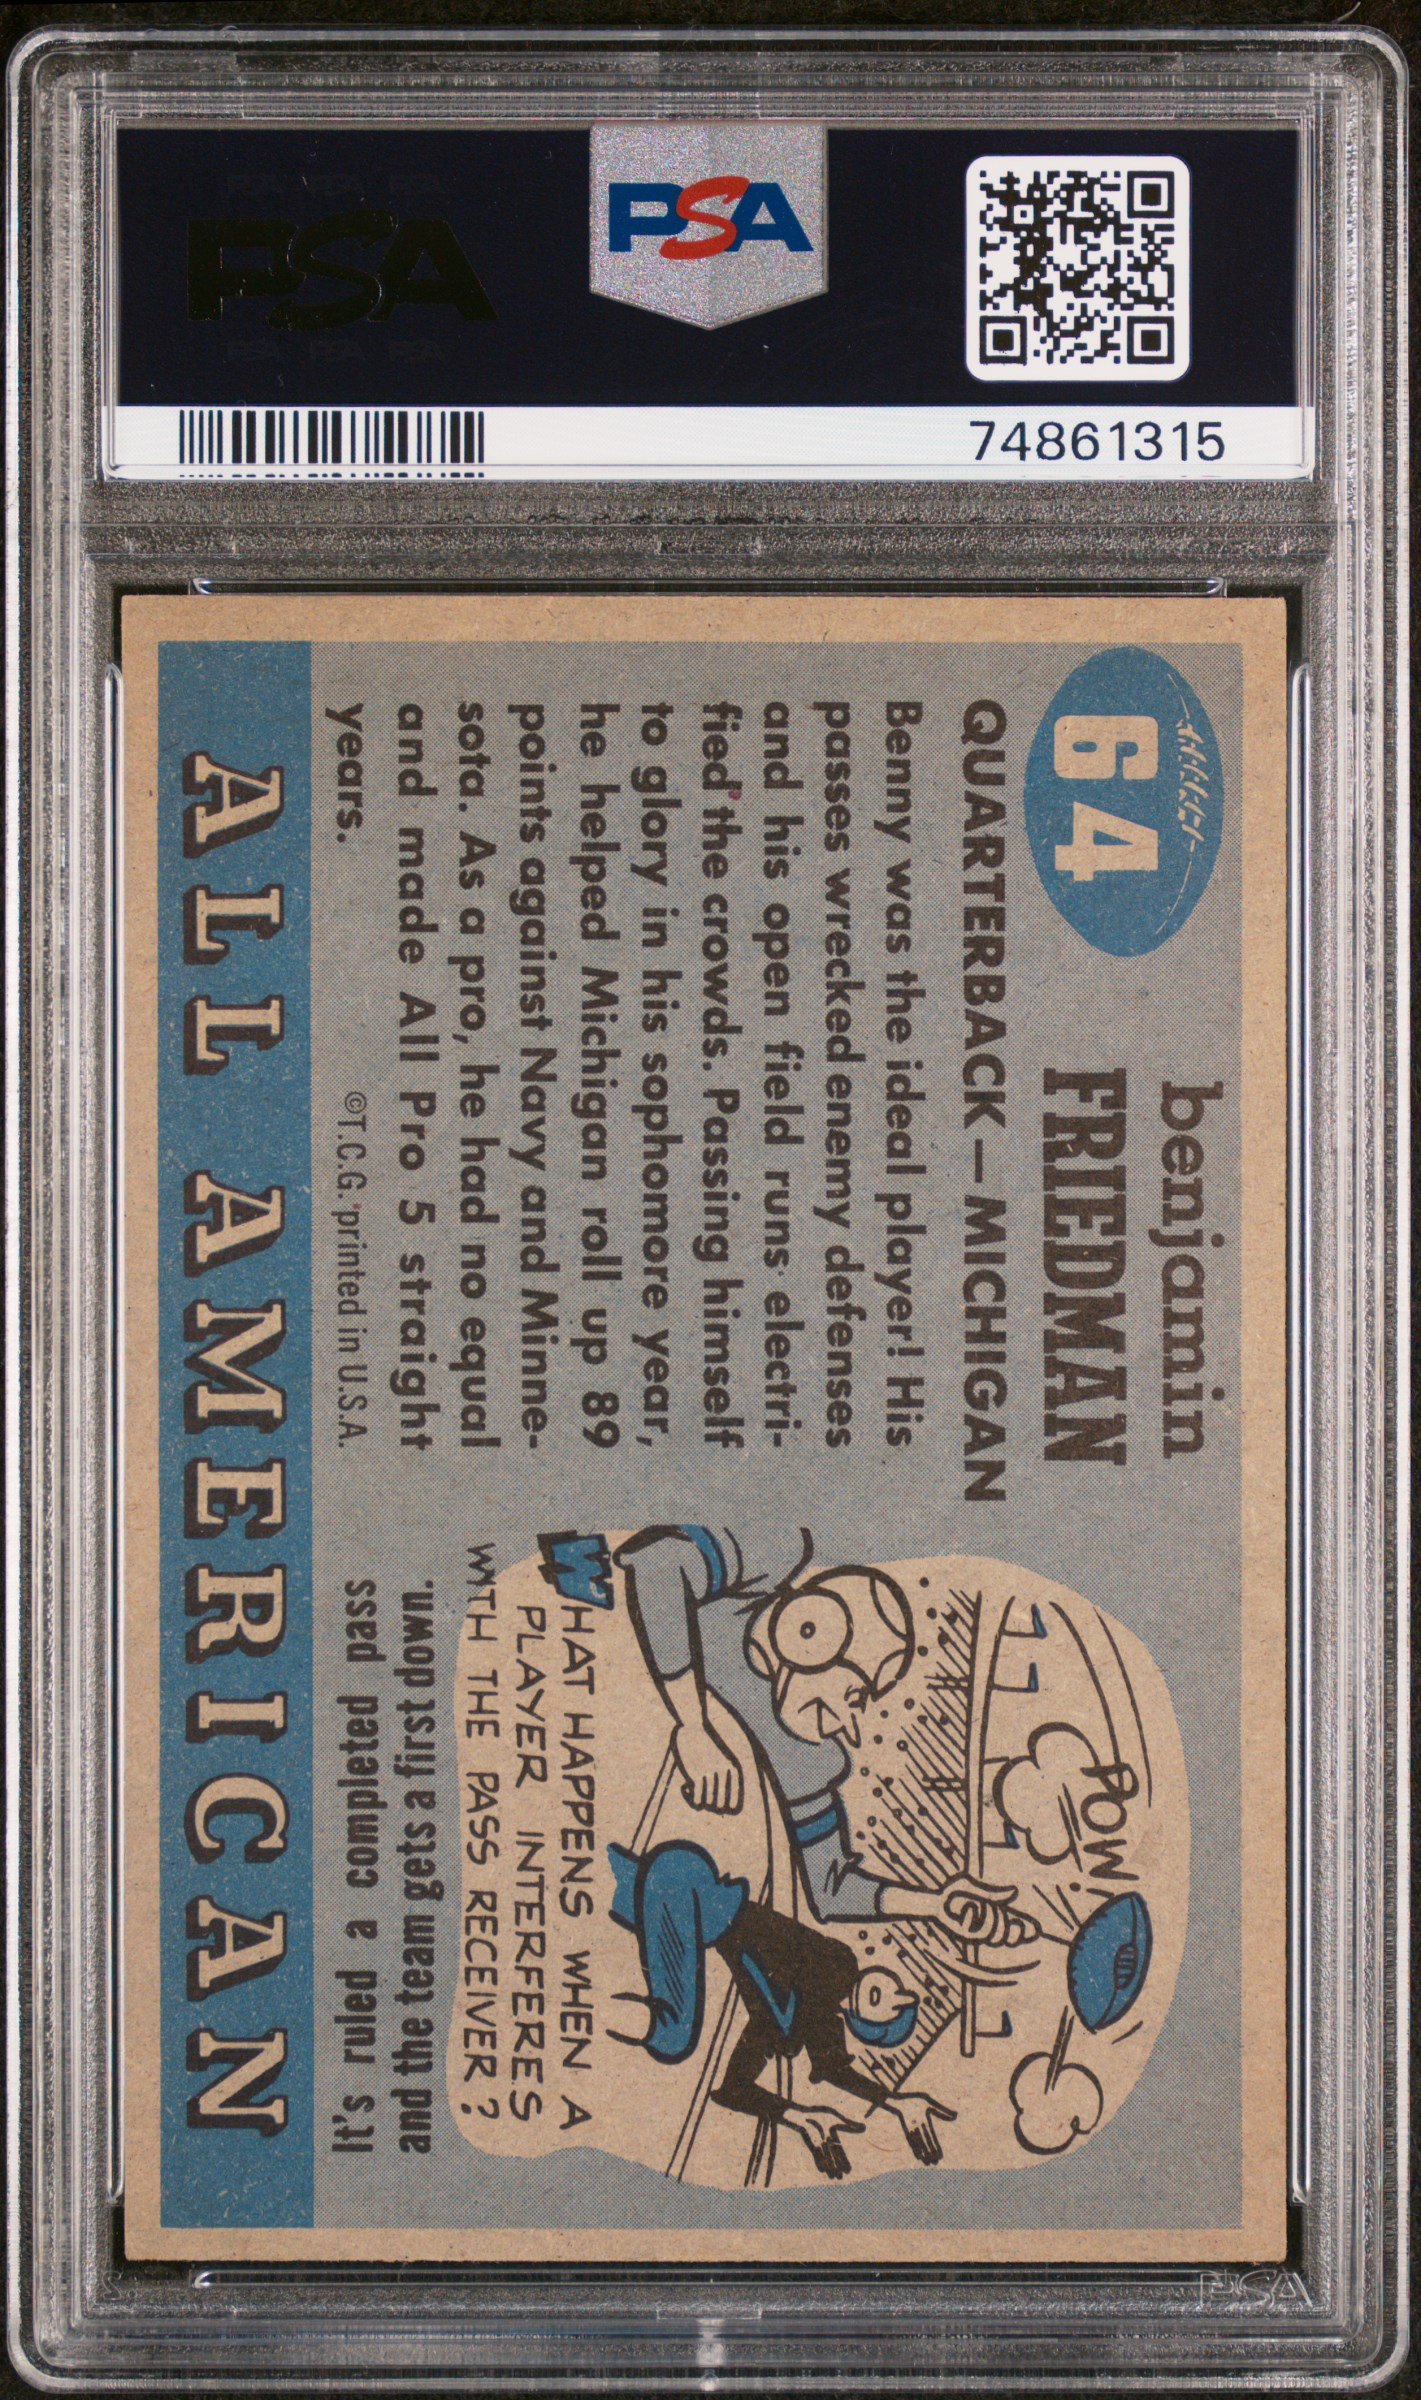 PSA
PSA
74861315
64
benjamin
FRIEDMAN
QUARTERBACK—MICHIGAN
Benny was the ideal player! His
passes wrecked enemy defenses
and his open field runs electri-
fied the crowds. Passing himself
to glory in his sophomore year,
he helped Michigan roll up 89
points against Navy and Minne-
sota. As a pro, he had no equal
and made All Pro 5 straight
years.
©T.C.G. printed in U.S.A.
POW
WHAT HAPPENS WHEN A
PLAYER INTERFERES
WITH THE PASS RECEIVER?
It's ruled a completed pass
and the team gets a first down.
ALL AMERICAN
PSA